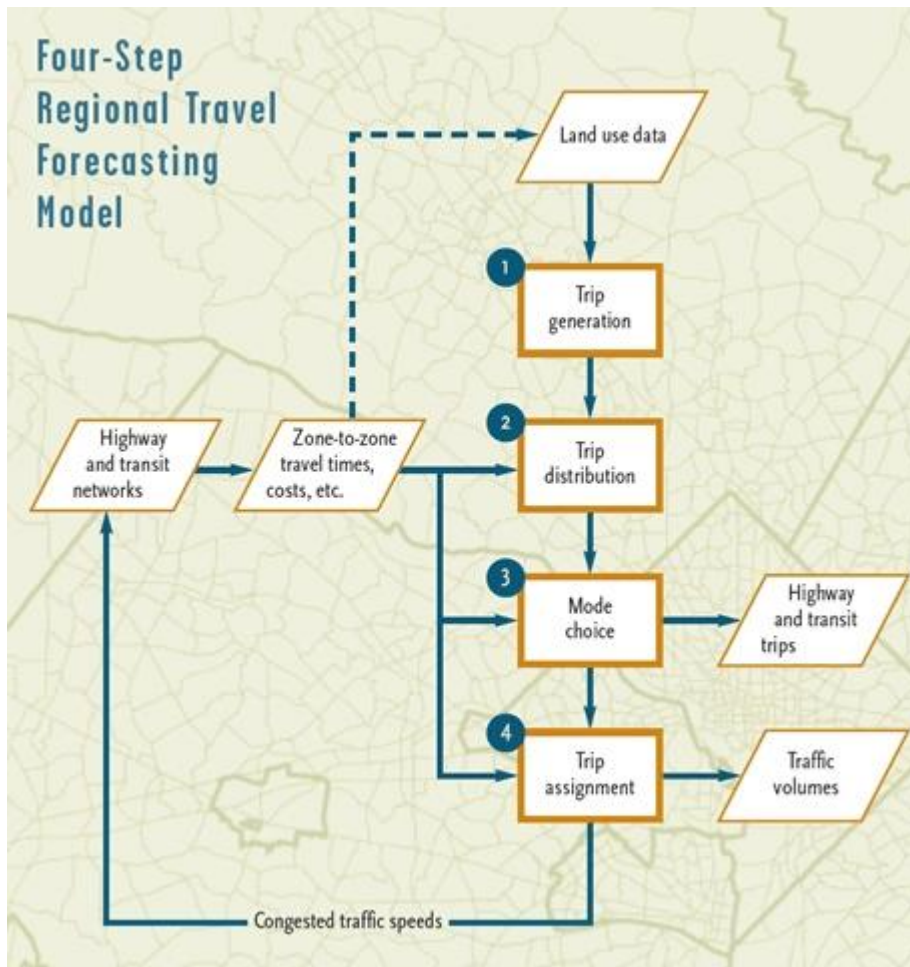 Four-Step
Regional Travel
Forecasting
Model
Land use data
1
Trip
generation
2
Trip
distribution
Highway
and transit
networks
Zone-to-zone
travel times,
costs, etc.
3
Mode
choice
Highway
and transit
trips
4
Trip
assignment
Traffic
volumes
Congested traffic speeds